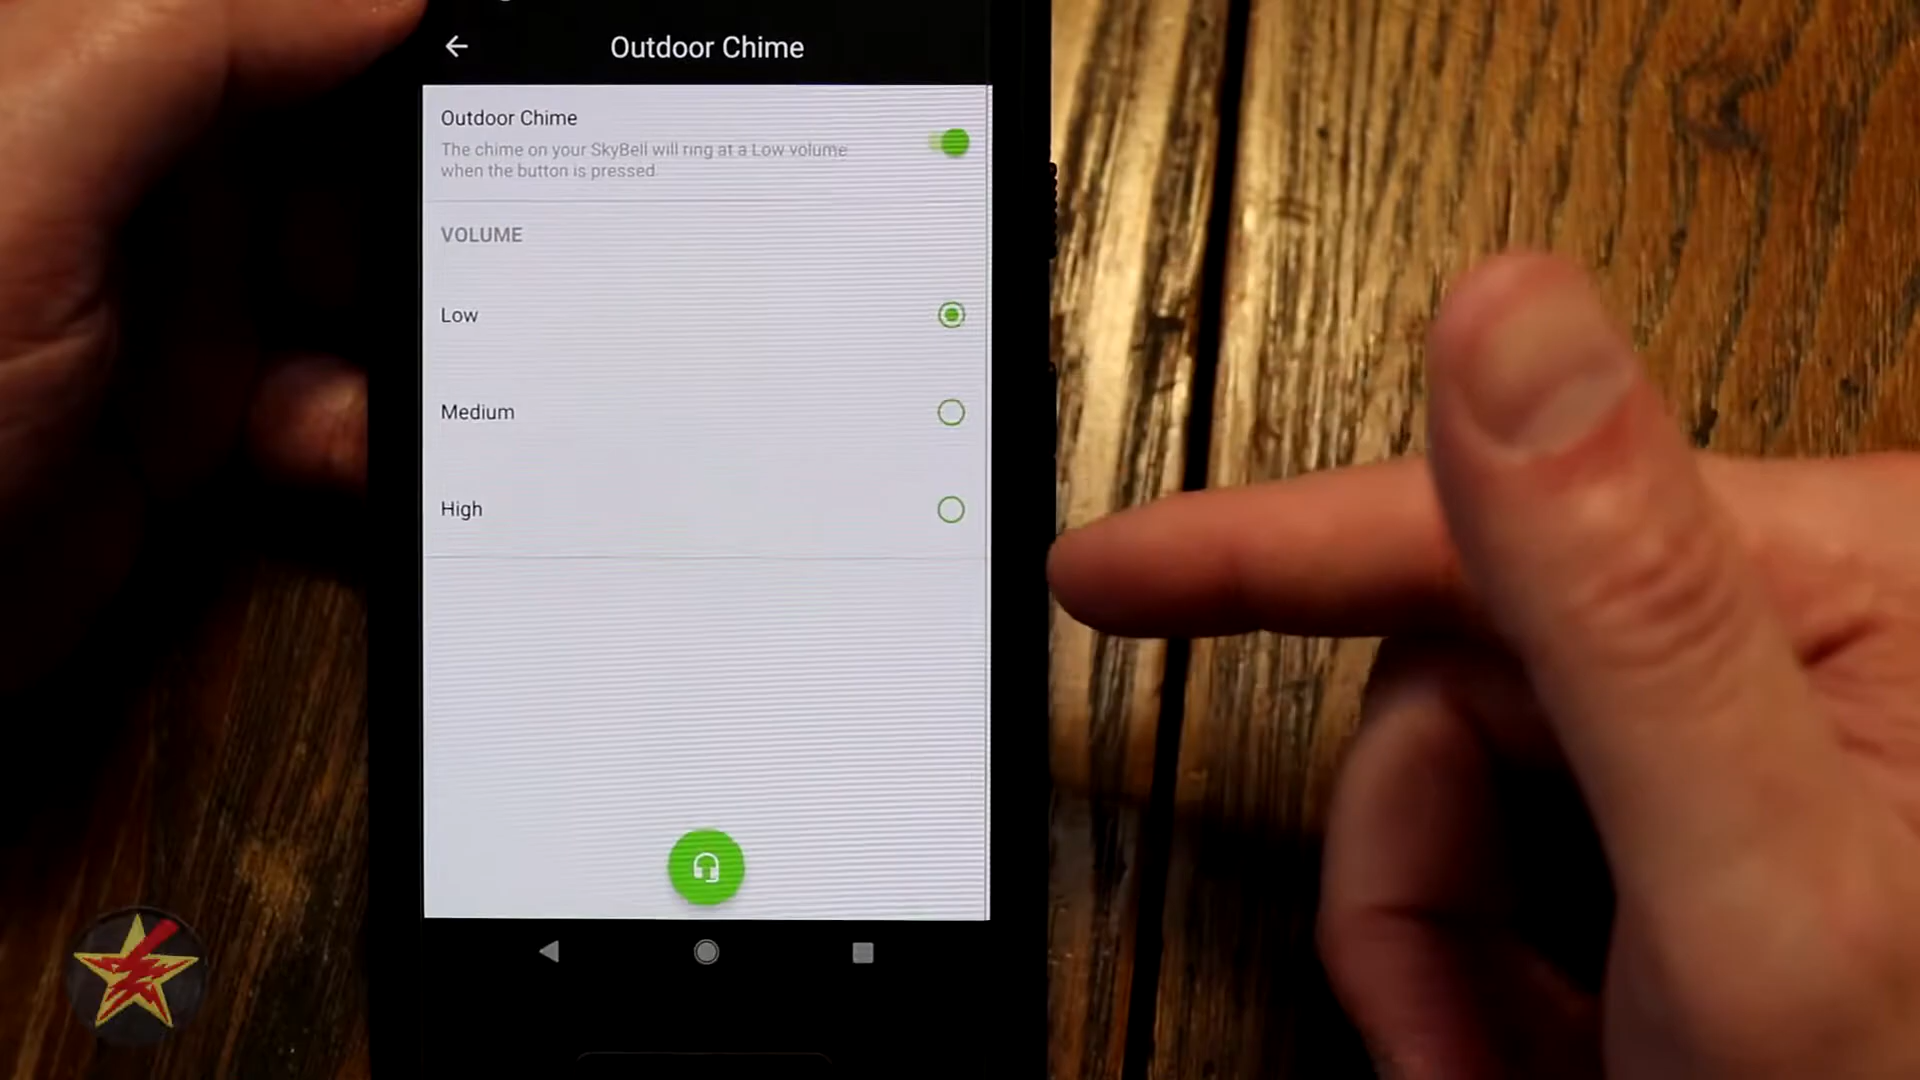 Outdoor Chime
Outdoor Chime
The chime on your SkyBell will ring at a Low volume
when the button is pressed.
VOLUME
Low
Medium
High